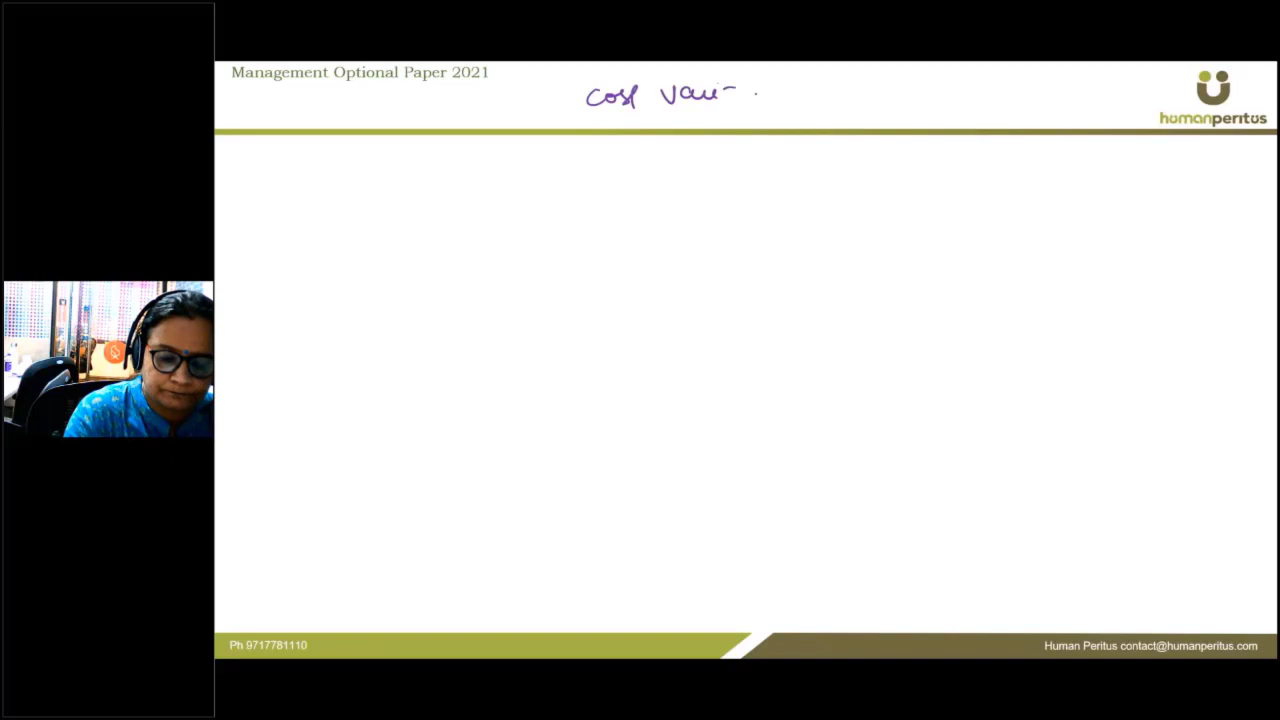 Management Optional Paper 2021
cost vari-
humanperitus
Ph 9717781110
Human Peritus contact@humanperitus.com